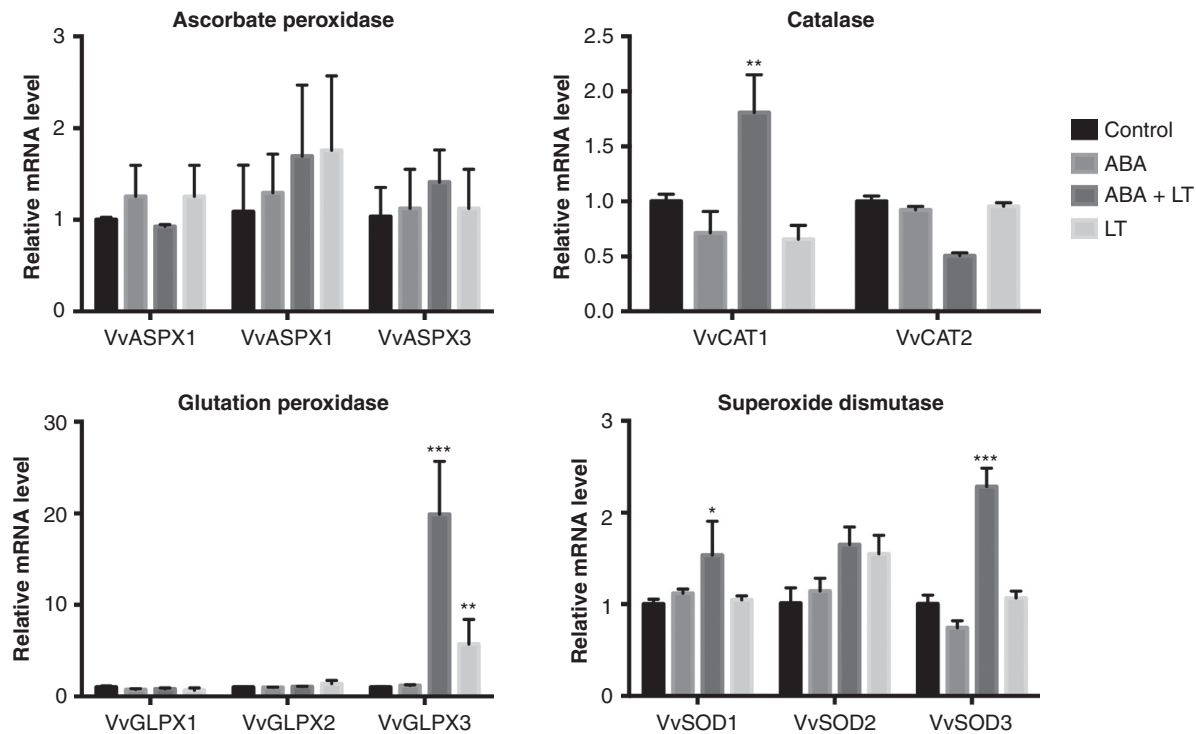 Ascorbate peroxidase
Relative mRNA level
3
2
1
0
VvASPX1
VvASPX1
VvASPX3
Catalase
Relative mRNA level
2.5
2.0
1.5
1.0
0.5
0.0
**
VvCAT1
VvCAT2
Control
ABA
ABA + LT
LT
Glutation peroxidase
Relative mRNA level
30
20
10
0
***
**
VvGLPX1
VvGLPX2
VvGLPX3
Superoxide dismutase
Relative mRNA level
3
2
1
0
*
***
VvSOD1
VvSOD2
VvSOD3